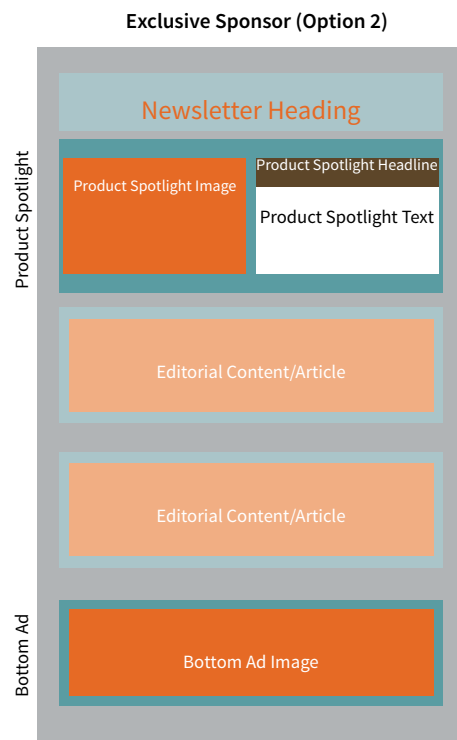 Exclusive Sponsor (Option 2)
Newsletter Heading
Product Spotlight
Product Spotlight Image
Product Spotlight Headline
Product Spotlight Text
Editorial Content/Article
Editorial Content/Article
Bottom Ad
Bottom Ad Image